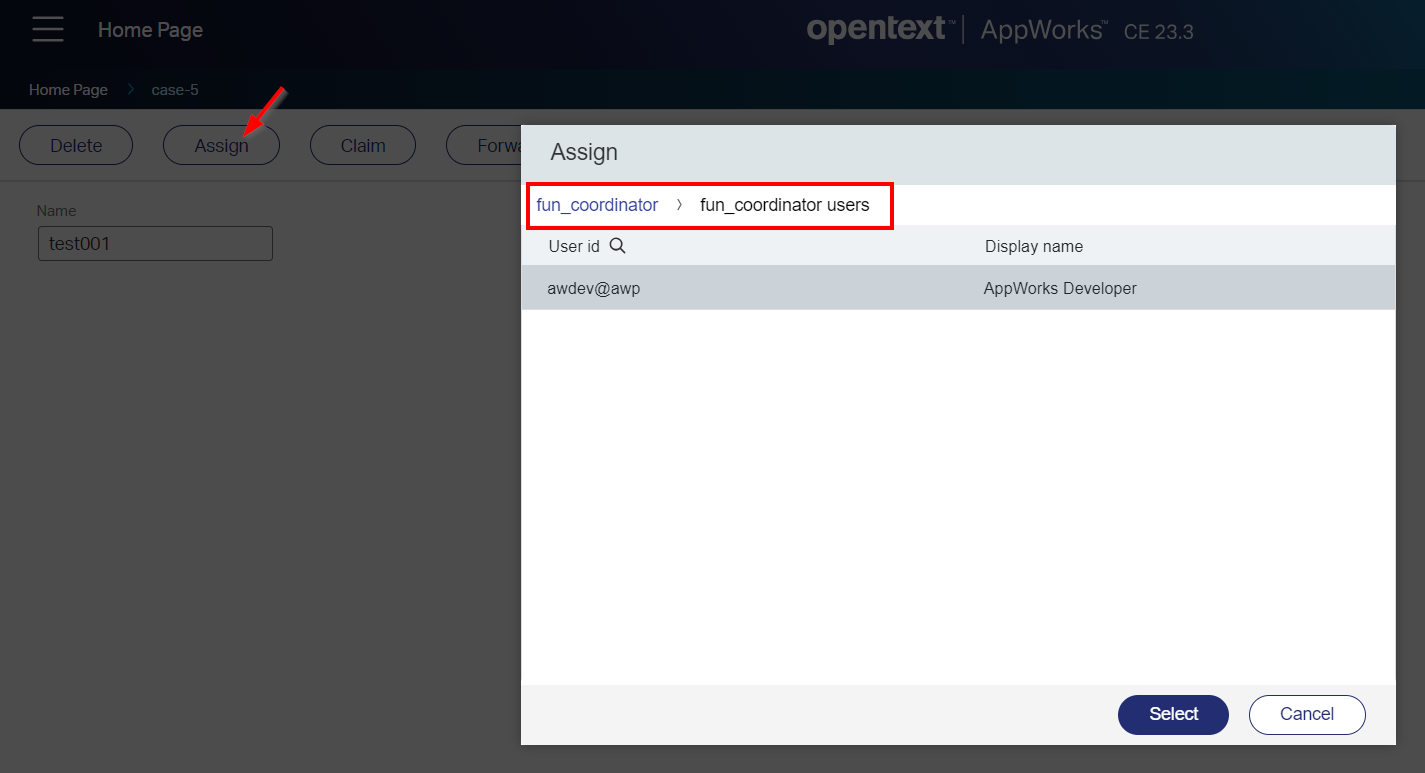 Home Page
opentext™ | AppWorks™ CE 23.3
Home Page > case-5
Delete
Assign
Claim
Forwa
Assign
fun_coordinator > fun_coordinator users
Name
test001
User id
Display name
awdev@awp
AppWorks Developer
Select
Cancel